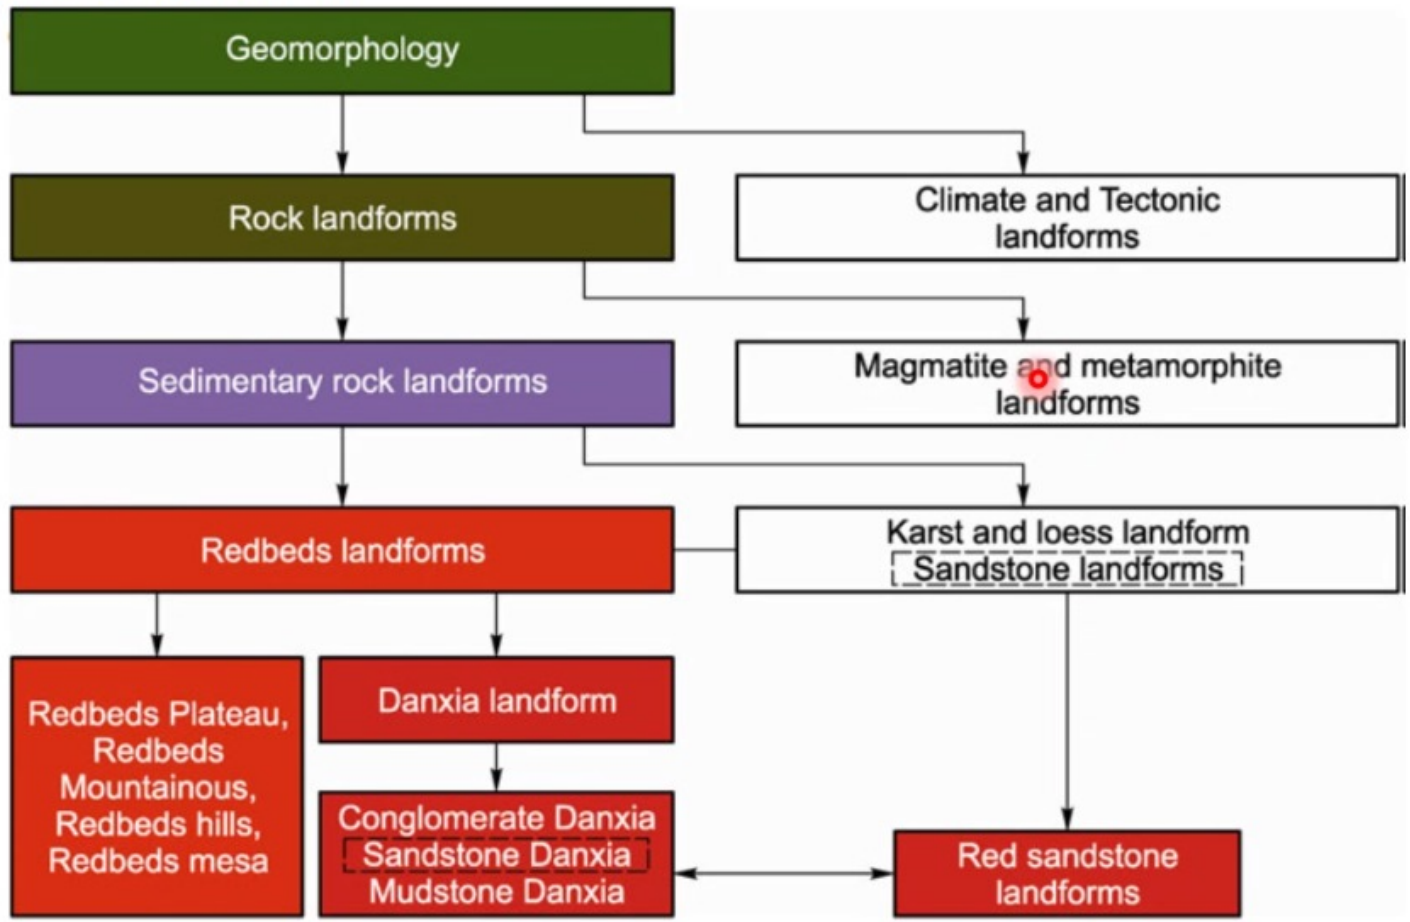 Geomorphology
Rock landforms
Climate and Tectonic
landforms
Sedimentary rock landforms
Magmatite and metamorphite
landforms
Redbeds landforms
Karst and loess landform
Sandstone landforms
Redbeds Plateau,
Redbeds
Mountainous,
Redbeds hills,
Redbeds mesa
Danxia landform
Conglomerate Danxia
Sandstone Danxia
Mudstone Danxia
Red sandstone
landforms